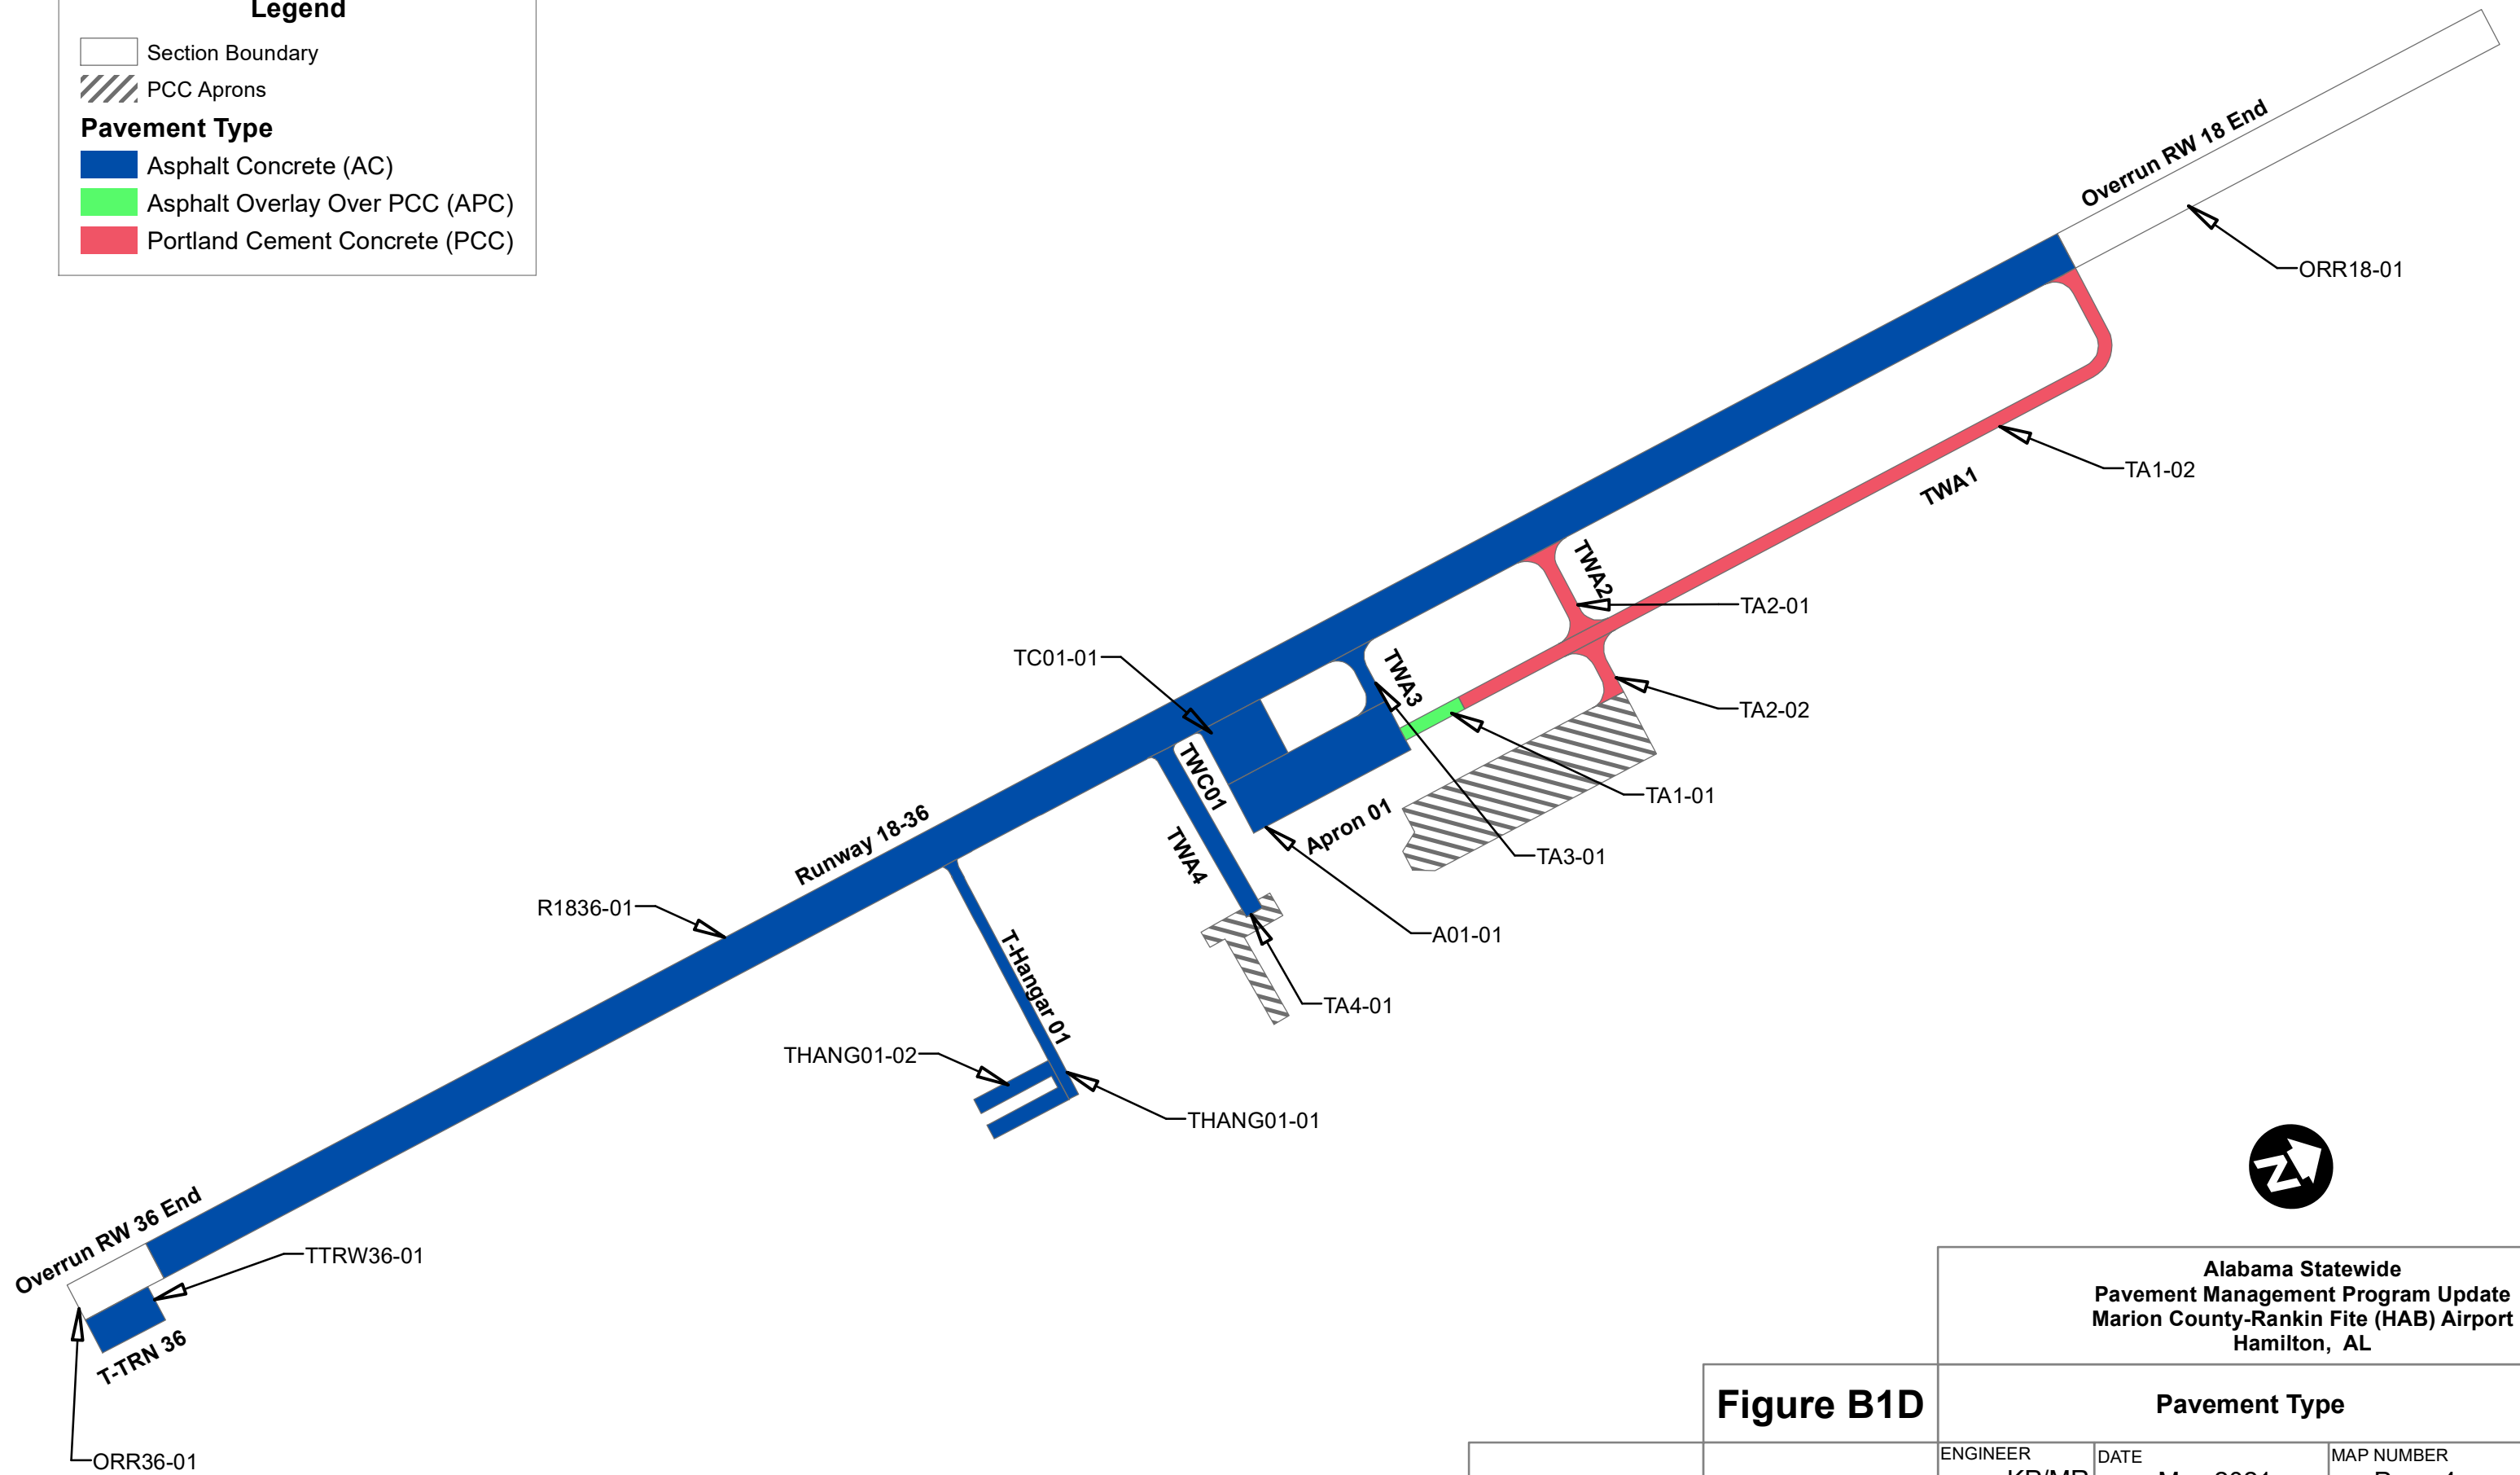 Legend
Section Boundary
PCC Aprons
Pavement Type
Asphalt Concrete (AC)
Asphalt Overlay Over PCC (APC)
Portland Cement Concrete (PCC)
Overrun RW 18 End
ORR18-01
TA1-02
TWA1
TWA2
TA2-01
TC01-01
TWA3
TA2-02
TWC01
TA1-01
Apron 01
Runway 18-36
TWA4
TA3-01
R1836-01
A01-01
T-Hangar 01
TA4-01
THANG01-02
THANG01-01
Overrun RW 36 End
TTRW36-01
T-TRN 36
ORR36-01
N
Alabama Statewide
Pavement Management Program Update
Marion County-Rankin Fite (HAB) Airport
Hamilton, AL
Figure B1D
Pavement Type
ENGINEER
DATE
MAP NUMBER